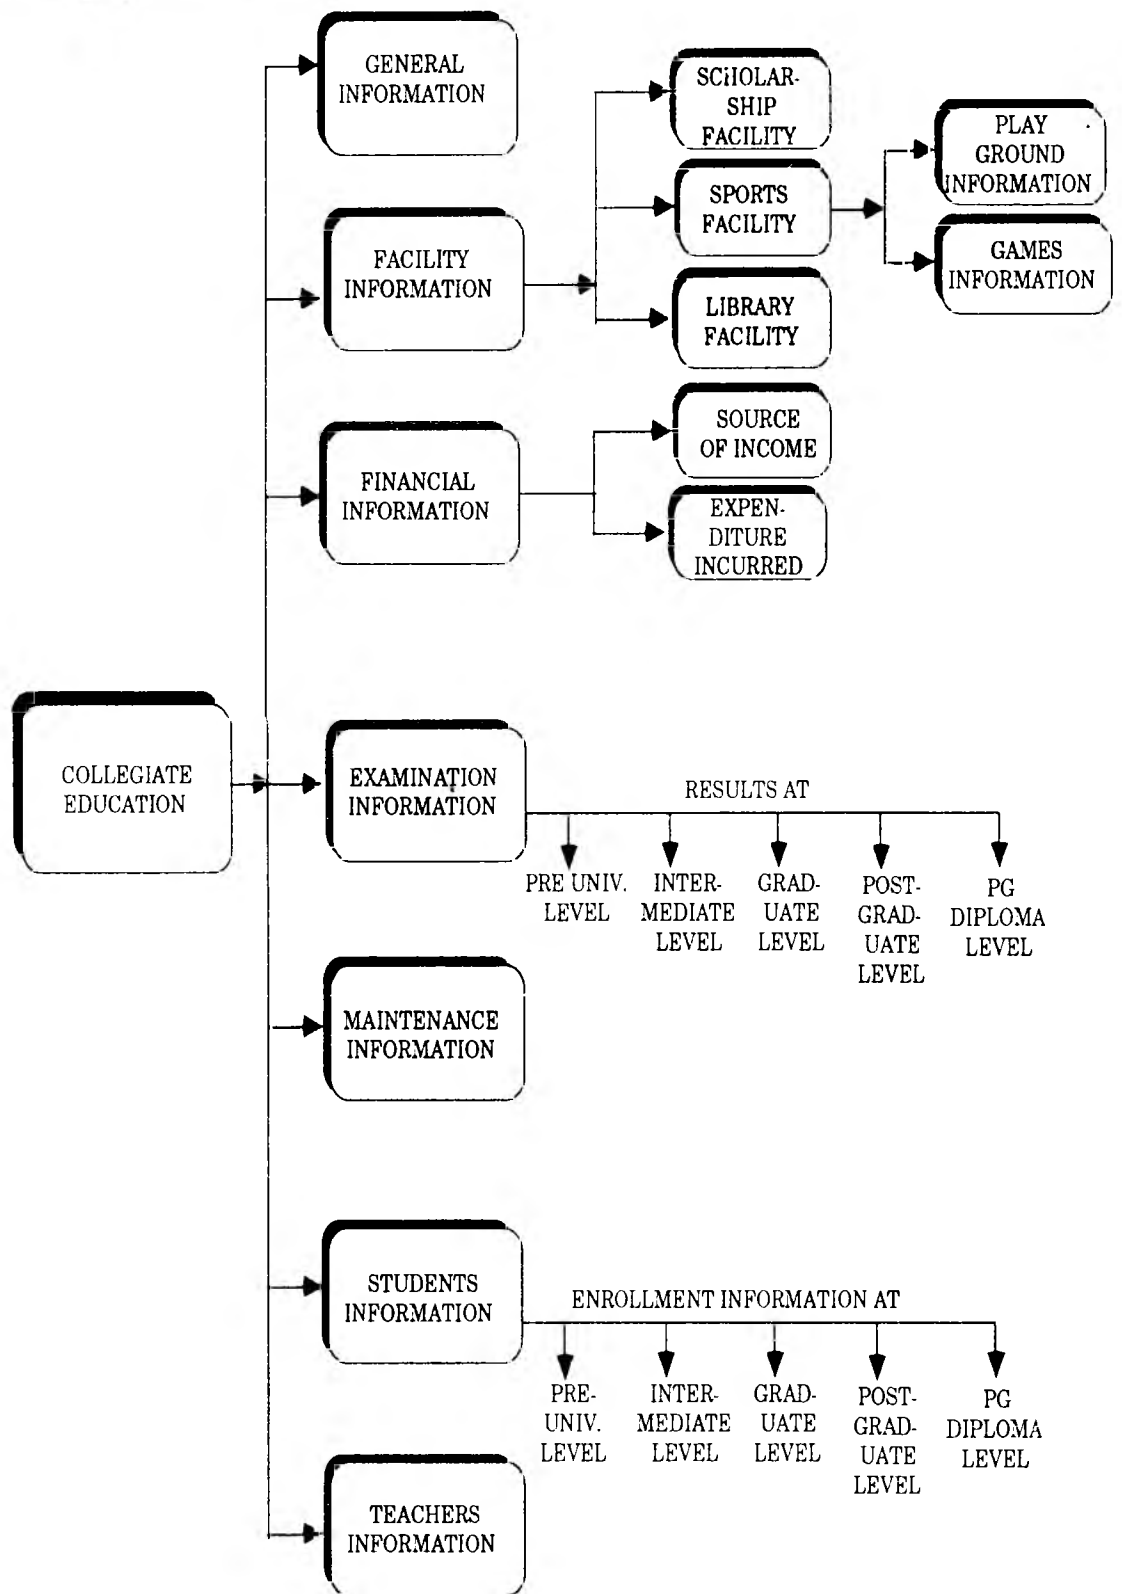 GENERAL
INFORMATION
SCHOLAR-
SHIP
FACILITY
PLAY
GROUND
INFORMATION
SPORTS
FACILITY
GAMES
INFORMATION
FACILITY
INFORMATION
LIBRARY
FACILITY
SOURCE
OF INCOME
FINANCIAL
INFORMATION
EXPEN-
DITURE
INCURRED
COLLEGIATE
EDUCATION
EXAMINATION
INFORMATION
RESULTS AT
PRE UNIV.
LEVEL
INTER-
MEDIATE
LEVEL
GRAD-
UATE
LEVEL
POST-
GRAD-
UATE
LEVEL
PG
DIPLOMA
LEVEL
MAINTENANCE
INFORMATION
STUDENTS
INFORMATION
ENROLLMENT INFORMATION AT
PRE-
UNIV.
LEVEL
INTER-
MEDIATE
LEVEL
GRAD-
UATE
LEVEL
POST-
GRAD-
UATE
LEVEL
PG
DIPLOMA
LEVEL
TEACHERS
INFORMATION